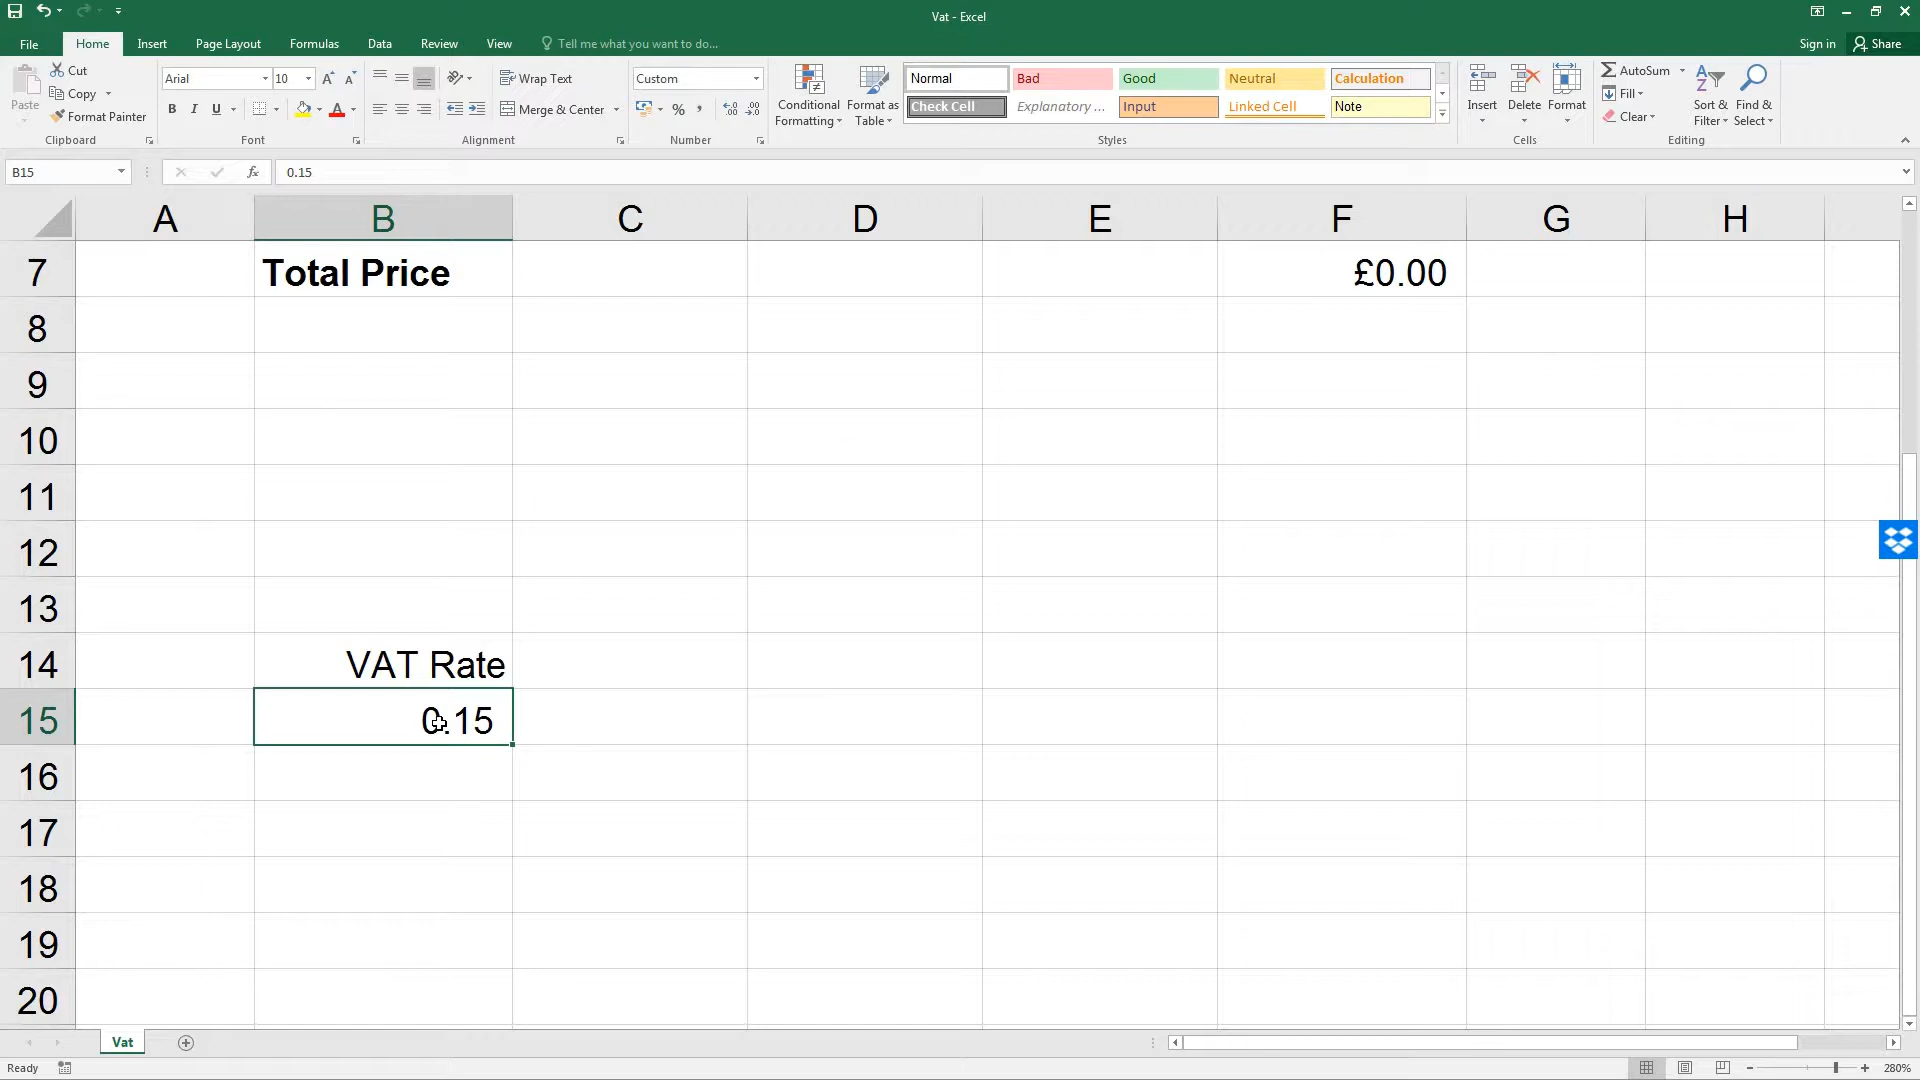 Vat - Excel
File Home Insert Page Layout Formulas Data Review View Tell me what you want to do... Sign in Share
Paste Cut Copy Format Painter
Clipboard
Arial 10
B I U
Font
Wrap Text
Merge & Center
Alignment
Custom
%
Number
Conditional Formatting
Format as Table
Normal Bad Good Neutral Calculation
Check Cell Explanatory ... Input Linked Cell Note
Styles
Insert Delete Format
Cells
AutoSum
Fill
Clear
Sort & Filter
Find & Select
Editing
B15 fx 0.15
A B C D E F G H
7 Total Price £0.00
8
9
10
11
12
13
14 VAT Rate
15 0.15
16
17
18
19
20
Vat
Ready 280%